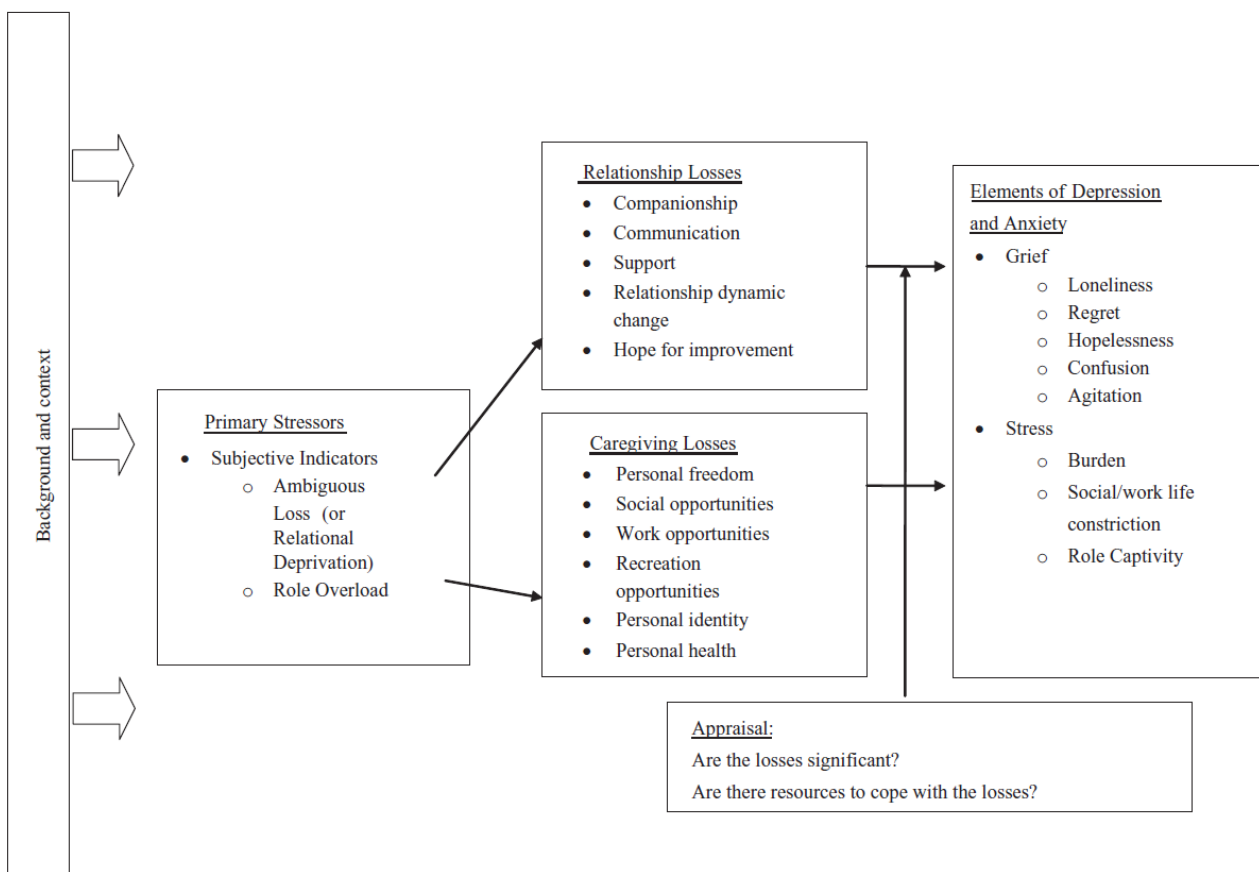 Background and context
Primary Stressors
• Subjective Indicators
o Ambiguous
Loss (or
Relational
Deprivation)
o Role Overload
Relationship Losses
• Companionship
• Communication
• Support
• Relationship dynamic
change
• Hope for improvement
Caregiving Losses
• Personal freedom
• Social opportunities
• Work opportunities
• Recreation
opportunities
• Personal identity
• Personal health
Elements of Depression
and Anxiety
• Grief
o Loneliness
o Regret
o Hopelessness
o Confusion
o Agitation
• Stress
o Burden
o Social/work life
constriction
o Role Captivity
Appraisal:
Are the losses significant?
Are there resources to cope with the losses?